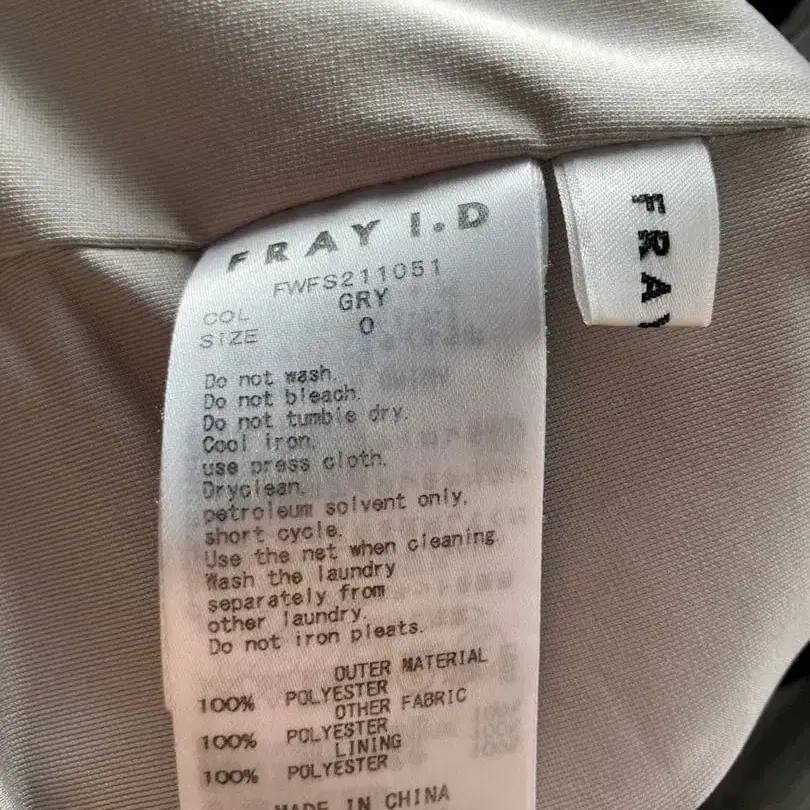 FRAY I.D
FWFS211051
COL GRY
SIZE 0
Do not wash.
Do not bleach.
Do not tumble dry.
Cool iron,
use press cloth.
Dryclean,
petroleum solvent only,
short cycle.
Use the net when cleaning.
Wash the laundry
separately from
other laundry.
Do not iron pleats.
OUTER MATERIAL
100% POLYESTER
OTHER FABRIC
100% POLYESTER
LINING
100% POLYESTER
MADE IN CHINA
FRAY